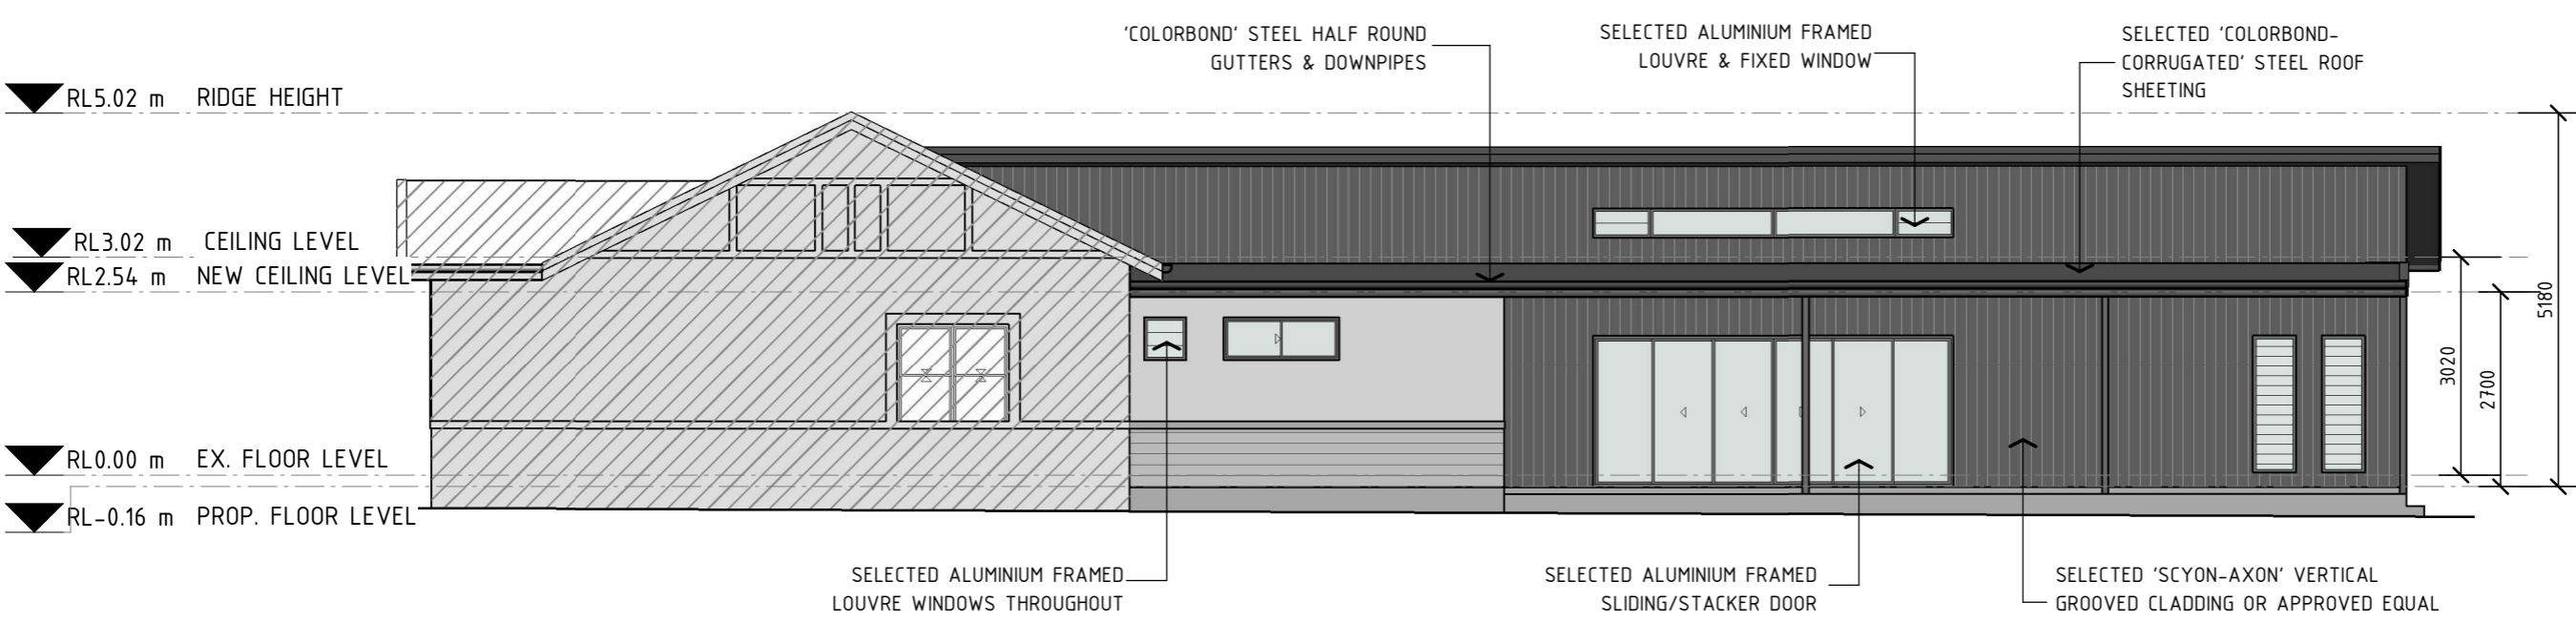 'COLORBOND' STEEL HALF ROUND
GUTTERS & DOWNPIPES
SELECTED ALUMINIUM FRAMED
LOUVRE & FIXED WINDOW
SELECTED 'COLORBOND-
CORRUGATED' STEEL ROOF
SHEETING
RL5.02 m RIDGE HEIGHT
RL3.02 m CEILING LEVEL
RL2.54 m NEW CEILING LEVEL
RL0.00 m EX. FLOOR LEVEL
RL-0.16 m PROP. FLOOR LEVEL
3020
2700
5180
SELECTED ALUMINIUM FRAMED
LOUVRE WINDOWS THROUGHOUT
SELECTED ALUMINIUM FRAMED
SLIDING/STACKER DOOR
SELECTED 'SCYON-AXON' VERTICAL
GROOVED CLADDING OR APPROVED EQUAL